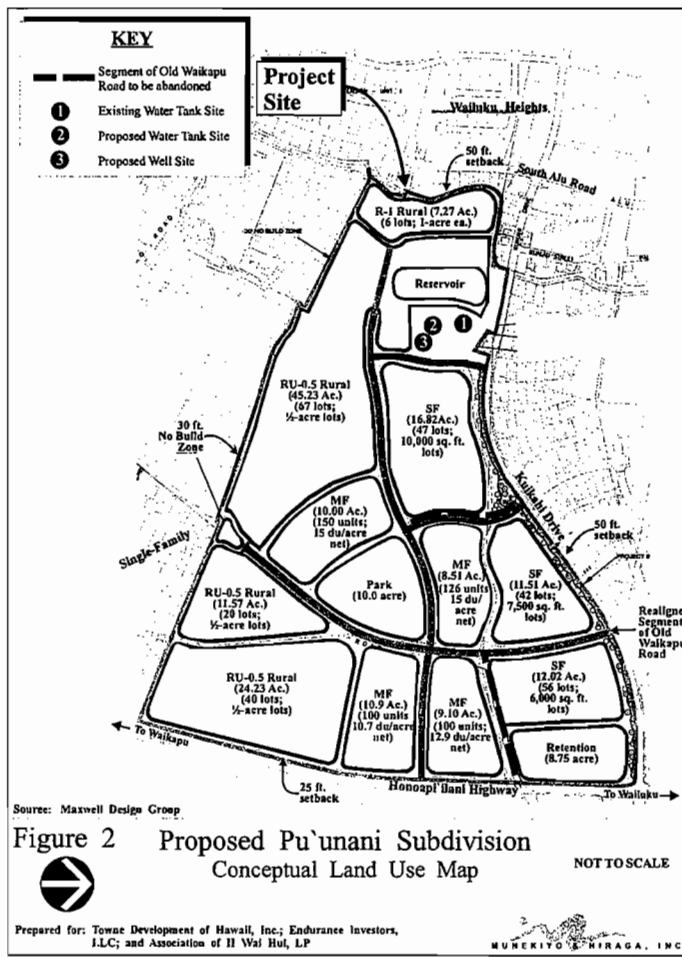 KEY
Segment of Old Waikapu
Road to be abandoned
1 Existing Water Tank Site
2 Proposed Water Tank Site
3 Proposed Well Site
Project
Site
Wailuku Heights
50 ft.
setback
South Alu Road
R-1 Rural (7.27 Ac.)
(6 lots; 1-acre ea.)
NO BUILD ZONE
Reservoir
2 1
3
RU-0.5 Rural
(45.23 Ac.)
(67 lots;
½-acre lots)
SF
(16.82Ac.)
(47 lots;
10,000 sq. ft.
lots)
30 ft.
No Build
Zone
Kuikahi Drive
50 ft.
setback
MF
(10.00 Ac.)
(150 units;
15 du/acre
net)
Single-Family
Park
(10.0 acre)
MF
(8.51 Ac.)
(126 units
15 du/
acre
net)
SF
(11.51 Ac.)
(42 lots;
7,500 sq. ft.
lots)
RU-0.5 Rural
(11.57 Ac.)
(20 lots;
½-acre lots)
Realigne
Segment
of Old
Waikapu
Road
RU-0.5 Rural
(24.23 Ac.)
(40 lots;
½-acre lots)
MF
(10.9 Ac.)
(100 units
10.7 du/acre
net)
MF
(9.10 Ac.)
(100 units;
12.9 du/acre
net)
SF
(12.02 Ac.)
(56 lots;
6,000 sq. ft.
lots)
Retention
(8.75 acre)
To Waikapu
25 ft.
setback
Honoapi`ilani Highway
To Wailuku
Source: Maxwell Design Group
Figure 2 Proposed Pu`unani Subdivision
Conceptual Land Use Map
NOT TO SCALE
Prepared for: Towne Development of Hawaii, Inc.; Endurance Investors,
LLC; and Association of II Wai Hui, LP
MUNEKIYO & HIRAGA, INC